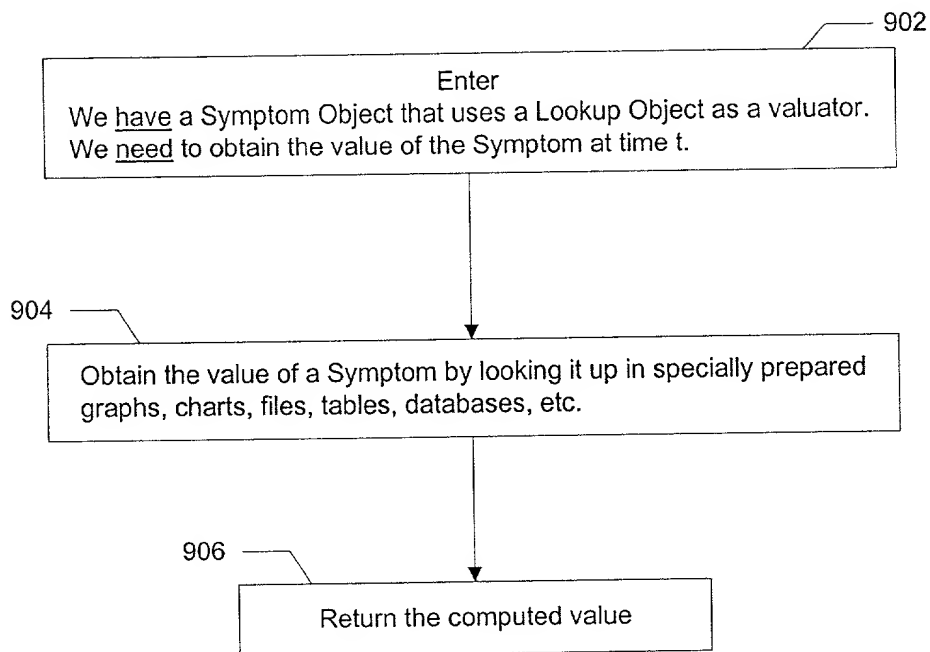 902
Enter
We have a Symptom Object that uses a Lookup Object as a valuator.
We need to obtain the value of the Symptom at time t.
904
Obtain the value of a Symptom by looking it up in specially prepared
graphs, charts, files, tables, databases, etc.
906
Return the computed value